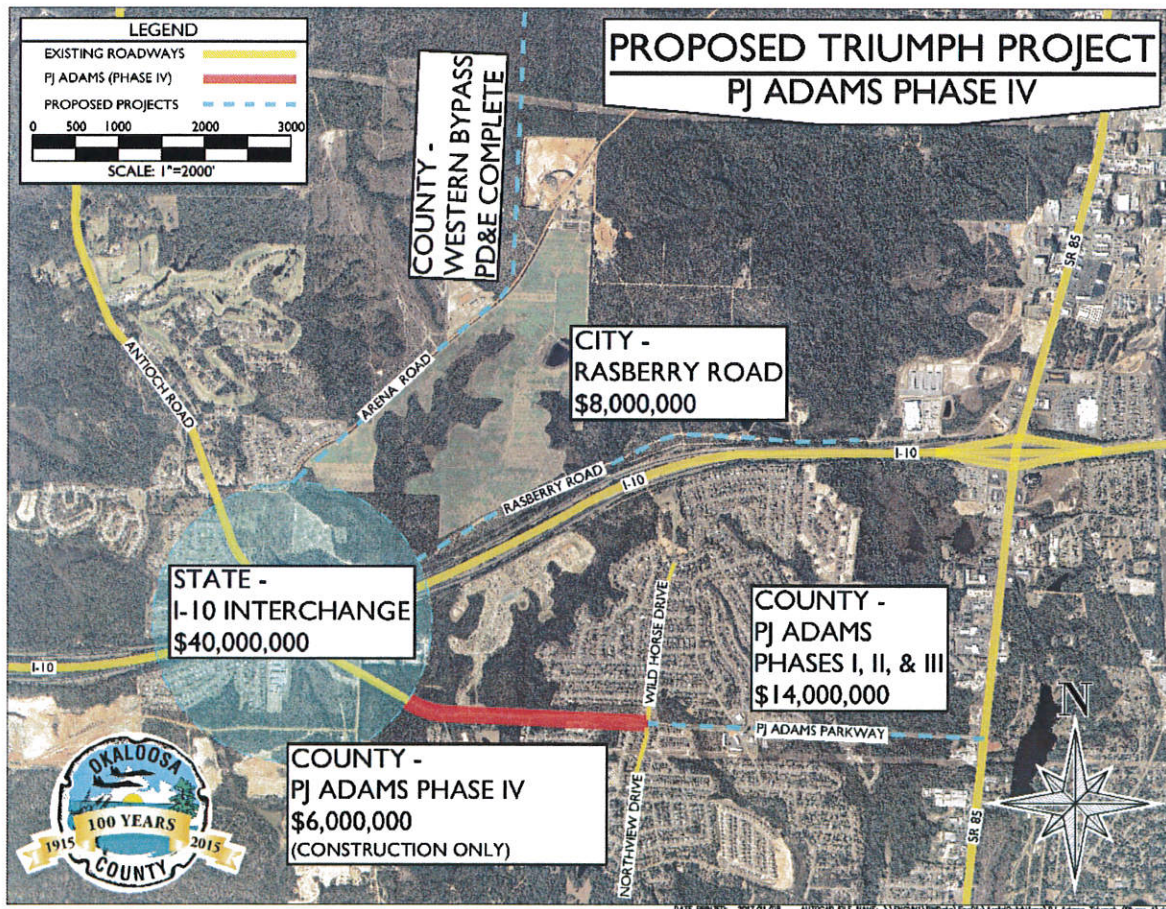 LEGEND
EXISTING ROADWAYS
PJ ADAMS (PHASE IV)
PROPOSED PROJECTS
0 500 1000 2000 3000
SCALE: 1"=2000'
PROPOSED TRIUMPH PROJECT
PJ ADAMS PHASE IV
COUNTY -
WESTERN BYPASS
PD&E COMPLETE
SR 85
ANTIOCH ROAD
ARENA ROAD
CITY -
RASBERRY ROAD
$8,000,000
RASBERRY ROAD
I-10
I-10
STATE -
I-10 INTERCHANGE
$40,000,000
I-10
WILD HORSE DRIVE
COUNTY -
PJ ADAMS
PHASES I, II, & III
$14,000,000
PJ ADAMS PARKWAY
N
COUNTY -
PJ ADAMS PHASE IV
$6,000,000
(CONSTRUCTION ONLY)
NORTHVIEW DRIVE
SR 85
OKALOOSA
100 YEARS
1915 2015
COUNTY